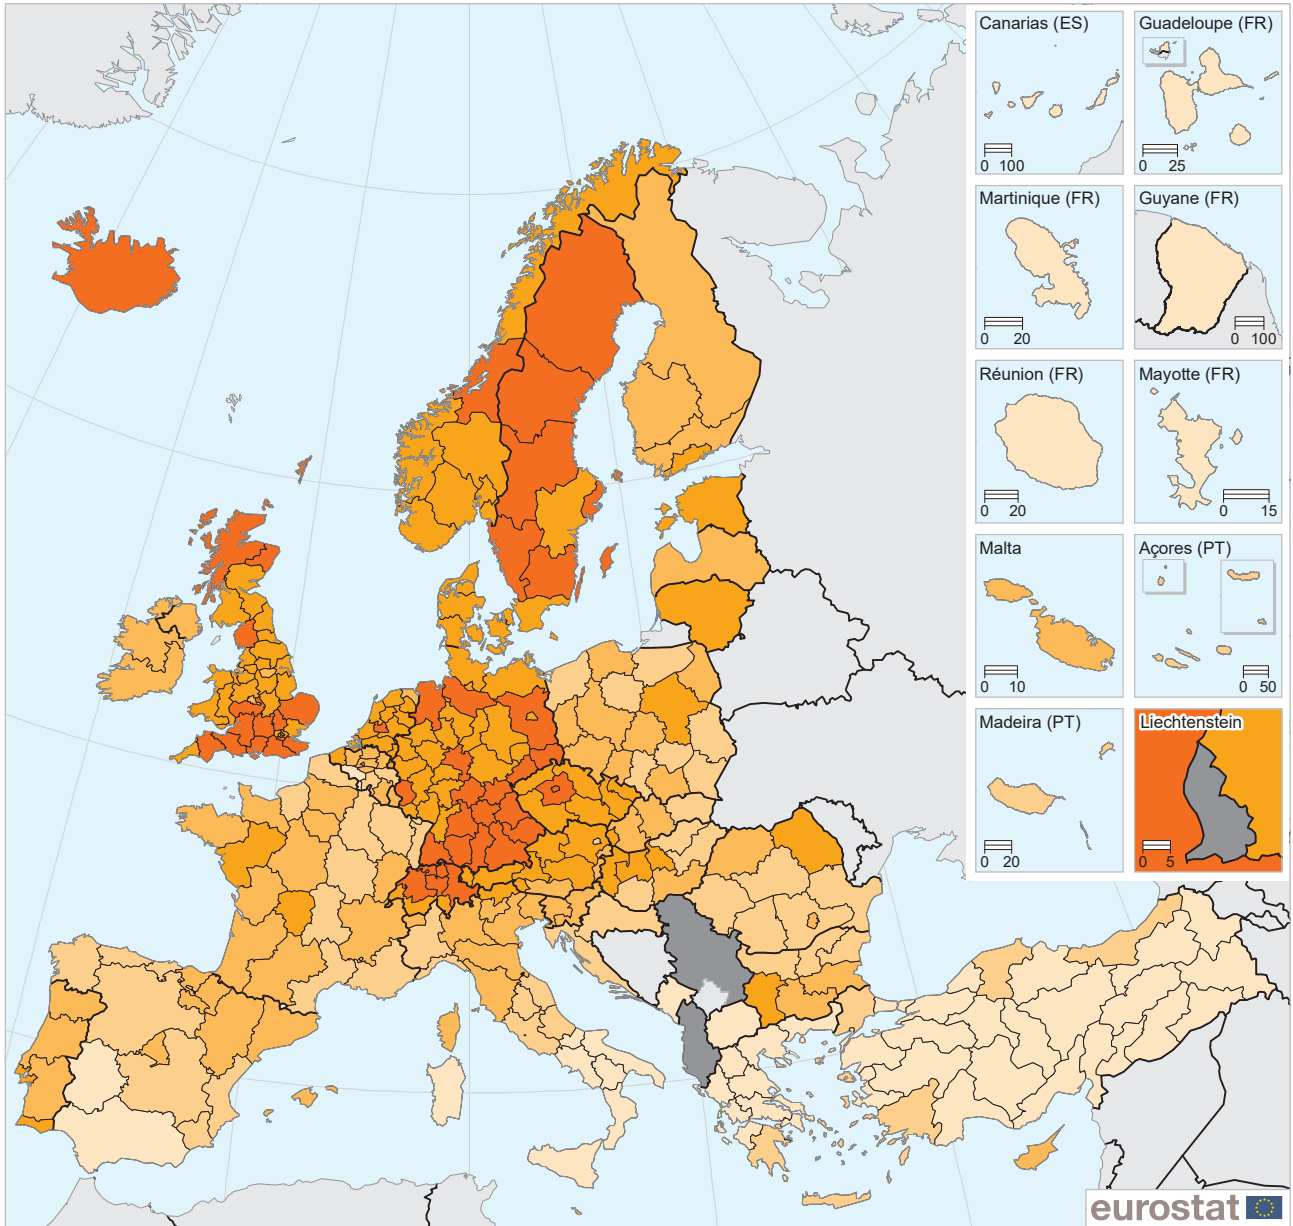 Canarias (ES)
0 100
Guadeloupe (FR)
0 25
Martinique (FR)
0 20
Guyane (FR)
0 100
Réunion (FR)
0 20
Mayotte (FR)
0 15
Malta
0 10
Açores (PT)
0 50
Madeira (PT)
0 20
Liechtenstein
0 5
eurostat